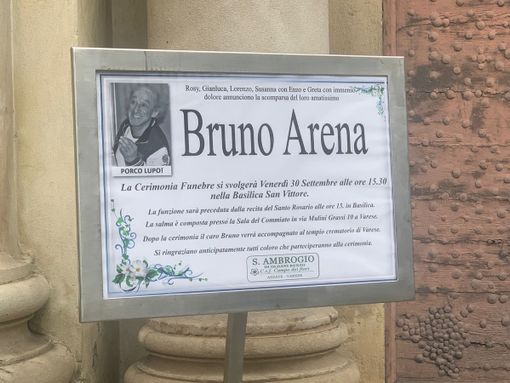 Rosy, Gianluca, Lorenzo, Susanna con Enzo e Greta con immenso
dolore annunciono la scomparsa del loro amatissimo
Bruno Arena
PORCO LUPO!
La Cerimonia Funebre si svolgerà Venerdì 30 Settembre alle ore 15.30
nella Basilica San Vittore.
La funzione sarà preceduta dalla recita del Santo Rosario alle ore 15. in Basilica.
La salma è composta presso la Sala del Commiato in via Mulini Grassi 10 a Varese.
Dopo la cerimonia il caro Bruno verrà accompagnato al tempio crematorio di Varese.
Si ringraziano anticipatamente tutti coloro che parteciperanno alla cerimonia.
S. AMBROGIO
C.s.f. Campo dei fiori